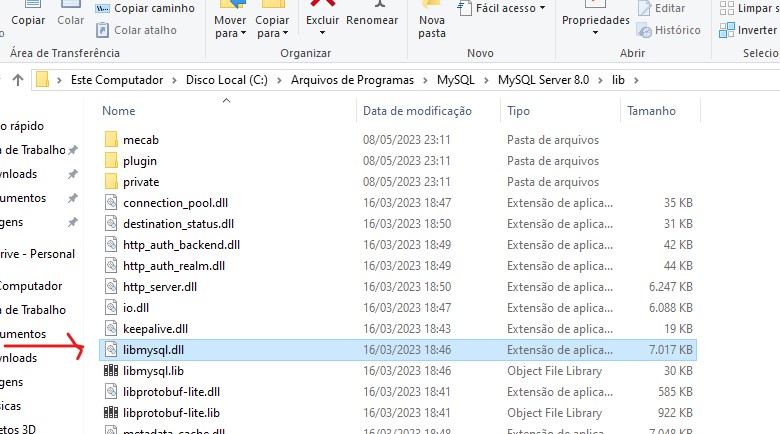 Copiar
Copiar caminho
Colar atalho
Mover para
Copiar para
Excluir
Renomear
Nova pasta
Fácil acesso
Propriedades
Editar
Histórico
Limpar s
Inverter
Área de Transferência
Organizar
Novo
Abrir
Selecio
Este Computador > Disco Local (C:) > Arquivos de Programas > MySQL > MySQL Server 8.0 > lib >
Nome Data de modificação Tipo Tamanho
mecab 08/05/2023 23:11 Pasta de arquivos
plugin 08/05/2023 23:11 Pasta de arquivos
private 08/05/2023 23:11 Pasta de arquivos
connection_pool.dll 16/03/2023 18:47 Extensão de aplica... 35 KB
destination_status.dll 16/03/2023 18:50 Extensão de aplica... 31 KB
http_auth_backend.dll 16/03/2023 18:49 Extensão de aplica... 42 KB
http_auth_realm.dll 16/03/2023 18:49 Extensão de aplica... 44 KB
http_server.dll 16/03/2023 18:50 Extensão de aplica... 6.247 KB
io.dll 16/03/2023 18:47 Extensão de aplica... 6.088 KB
keepalive.dll 16/03/2023 18:43 Extensão de aplica... 19 KB
libmysql.dll 16/03/2023 18:46 Extensão de aplica... 7.017 KB
libmysql.lib 16/03/2023 18:46 Object File Library 30 KB
libprotobuf-lite.dll 16/03/2023 18:41 Extensão de aplica... 585 KB
libprotobuf-lite.lib 16/03/2023 18:41 Object File Library 922 KB
metadata_cache.dll 16/03/2023 18:48 Extensão de aplica... 7.048 KB
o rápido
a de Trabalho
wnloads
umentos
gens
rive - Personal
Computador
a de Trabalho
umentos
wnloads
gens
sicas
etos 3D